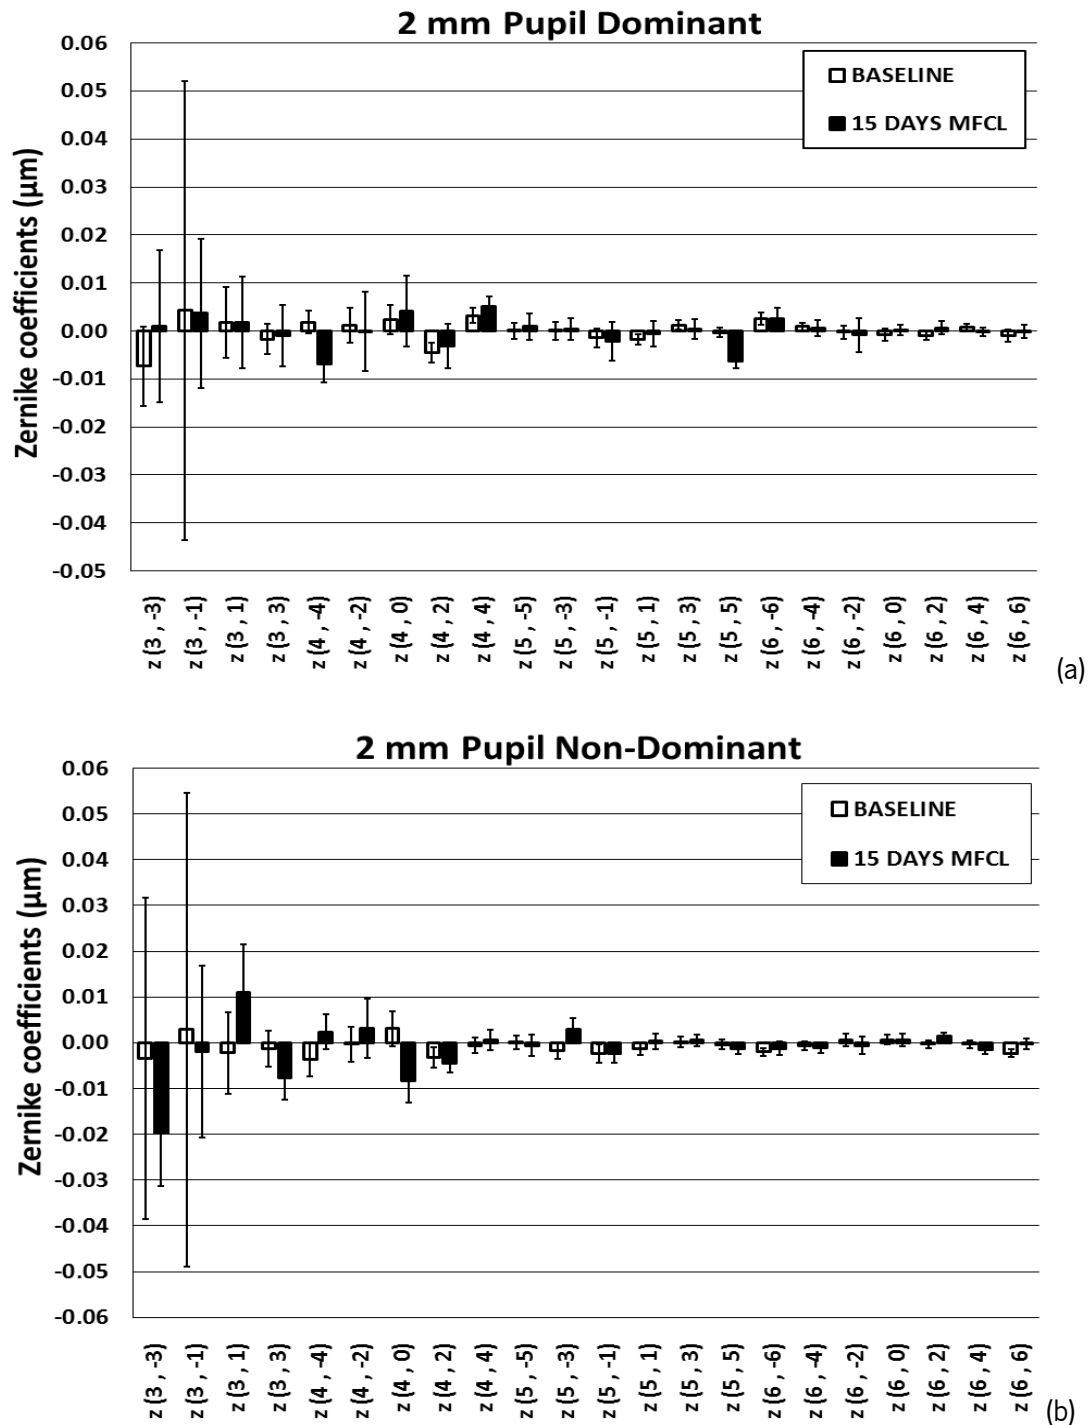 2 mm Pupil Dominant
BASELINE
15 DAYS MFCL
Zernike coefficients (μm)
0.06
0.05
0.04
0.03
0.02
0.01
0.00
-0.01
-0.02
-0.03
-0.04
-0.05
z (3 , -3)
z (3 , -1)
z (3 , 1)
z (3 , 3)
z (4 , -4)
z (4 , -2)
z (4 , 0)
z (4 , 2)
z (4 , 4)
z (5 , -5)
z (5 , -3)
z (5 , -1)
z (5 , 1)
z (5 , 3)
z (5 , 5)
z (6 , -6)
z (6 , -4)
z (6 , -2)
z (6 , 0)
z (6 , 2)
z (6 , 4)
z (6 , 6)
(a)
2 mm Pupil Non-Dominant
BASELINE
15 DAYS MFCL
Zernike coefficients (μm)
0.06
0.05
0.04
0.03
0.02
0.01
0.00
-0.01
-0.02
-0.03
-0.04
-0.05
-0.06
z (3 , -3)
z (3 , -1)
z (3 , 1)
z (3 , 3)
z (4 , -4)
z (4 , -2)
z (4 , 0)
z (4 , 2)
z (4 , 4)
z (5 , -5)
z (5 , -3)
z (5 , -1)
z (5 , 1)
z (5 , 3)
z (5 , 5)
z (6 , -6)
z (6 , -4)
z (6 , -2)
z (6 , 0)
z (6 , 2)
z (6 , 4)
z (6 , 6)
(b)